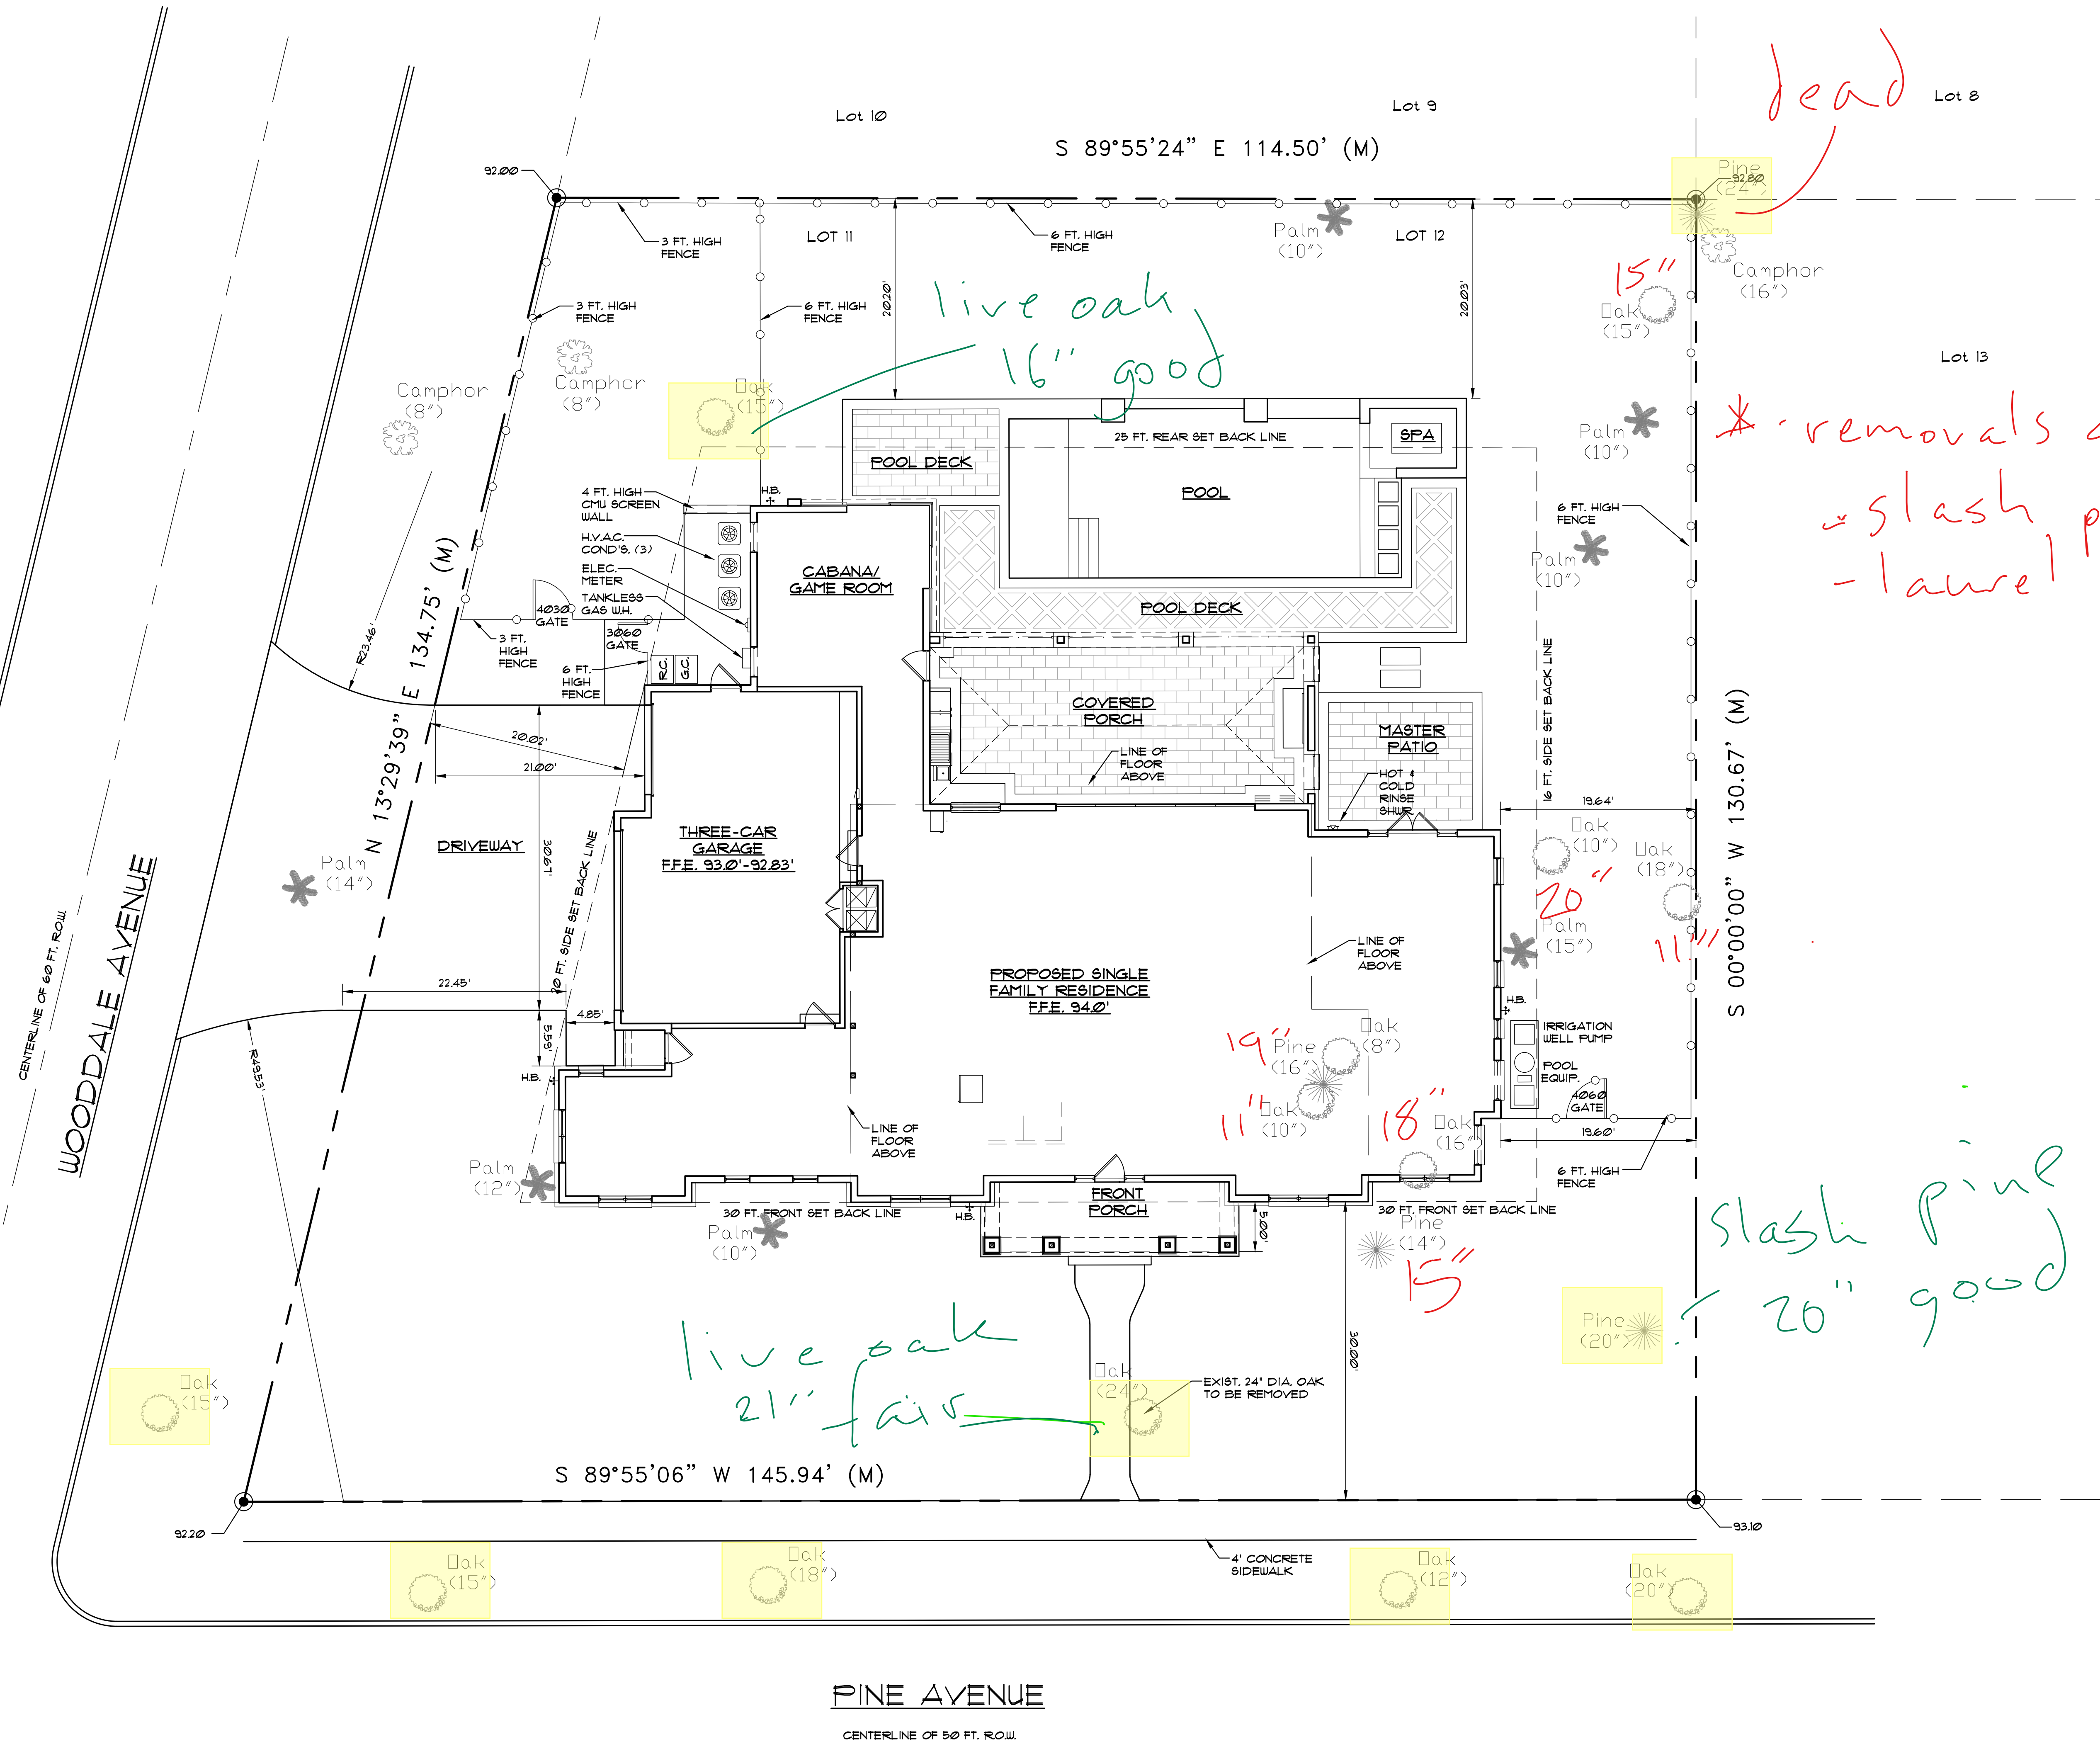 dead
Lot 10
Lot 9
Lot 8
S 89°55'24" E 114.50' (M)
92.00
92.80
Pine
(24")
3 FT. HIGH
FENCE
LOT 11
6 FT. HIGH
FENCE
Palm
(10")
LOT 12
Camphor
(16")
15"
Oak
(15")
3 FT. HIGH
FENCE
6 FT. HIGH
FENCE
20.20'
20.03'
live oak
16" good
Lot 13
Camphor
(8")
Camphor
(8")
Oak
(15")
25 FT. REAR SET BACK LINE
SPA
Palm
(10")
* removals
- slash
- laurel
POOL DECK
POOL
4 FT. HIGH
CMU SCREEN
WALL
H.B.
H.V.A.C.
COND'S. (3)
ELEC.
METER
TANKLESS
GAS W.H.
CABANA/
GAME ROOM
POOL DECK
6 FT. HIGH
FENCE
Palm
(10")
4030
GATE
3060
GATE
3 FT.
HIGH
FENCE
6 FT.
HIGH
FENCE
R.C.
G.C.
R23.46'
N 13°29'39" E 134.75' (M)
20.02'
21.00'
COVERED
PORCH
LINE OF
FLOOR
ABOVE
MASTER
PATIO
HOT &
COLD
RINSE
SHWR
16 FT. SIDE SET BACK LINE
S 00°00'00" W 130.67' (M)
19.64'
DRIVEWAY
30.67'
THREE-CAR
GARAGE
F.F.E. 93.0'-92.83'
20 FT. SIDE SET BACK LINE
Palm
(14")
Oak
(10")
20"
Oak
(18")
11"
Palm
(15")
WOODALE AVENUE
CENTERLINE OF 60 FT. R.O.W.
22.45'
4.85'
5.59'
R49.53'
H.B.
PROPOSED SINGLE
FAMILY RESIDENCE
F.F.E. 94.0'
LINE OF
FLOOR
ABOVE
H.B.
IRRIGATION
WELL PUMP
POOL
EQUIP.
4060
GATE
19.60'
6 FT. HIGH
FENCE
19"
Pine
(16")
Oak
(8")
11"
Oak
(10")
18"
Oak
(16"
LINE OF
FLOOR
ABOVE
Palm
(12")
Palm
(10")
30 FT. FRONT SET BACK LINE
H.B.
FRONT
PORCH
5.00'
30 FT. FRONT SET BACK LINE
Pine
(14")
15"
slash pine
20" good
Pine
(20")
30.00'
live oak
21" fair
Oak
(24")
EXIST. 24" DIA. OAK
TO BE REMOVED
Oak
(15")
S 89°55'06" W 145.94' (M)
92.20
93.10
4' CONCRETE
SIDEWALK
Oak
(15")
Oak
(18")
Oak
(12")
Oak
(20")
PINE AVENUE
CENTERLINE OF 50 FT. R.O.W.